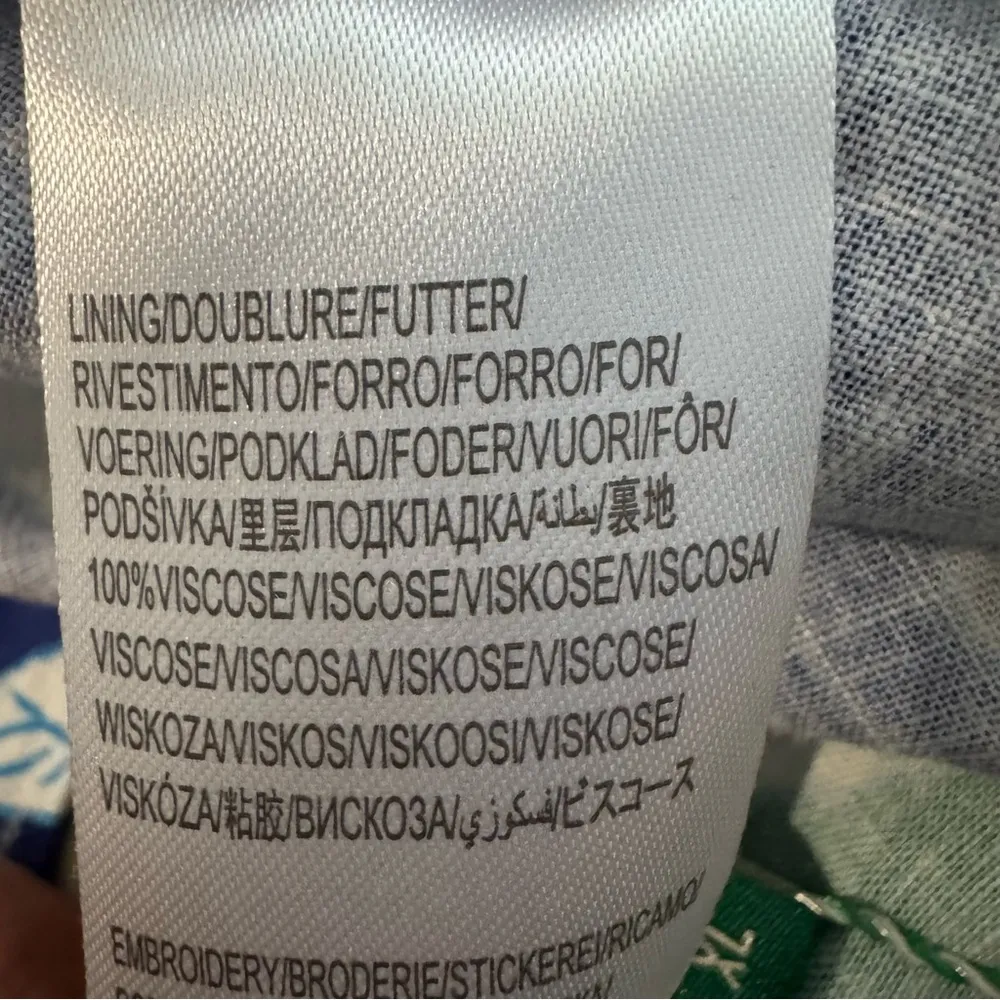 LINING/DOUBLURE/FUTTER/
RIVESTIMENTO/FORRO/FORRO/FOR/
VOERING/PODKLAD/FODER/VUORI/FÔR/
PODŠÍVKA/里层/ПОДКЛАДКА/بطانة/裏地
100%VISCOSE/VISCOSE/VISKOSE/VISCOSA/
VISCOSE/VISCOSA/VISKOSE/VISCOSE/
WISKOZA/VISKOS/VISKOOSI/VISKOSE/
VISKÓZA/粘胶/ВИСКОЗА/فسكوزي/ビスコース
EMBROIDERY/BRODERIE/STICKEREI/RICAMO/